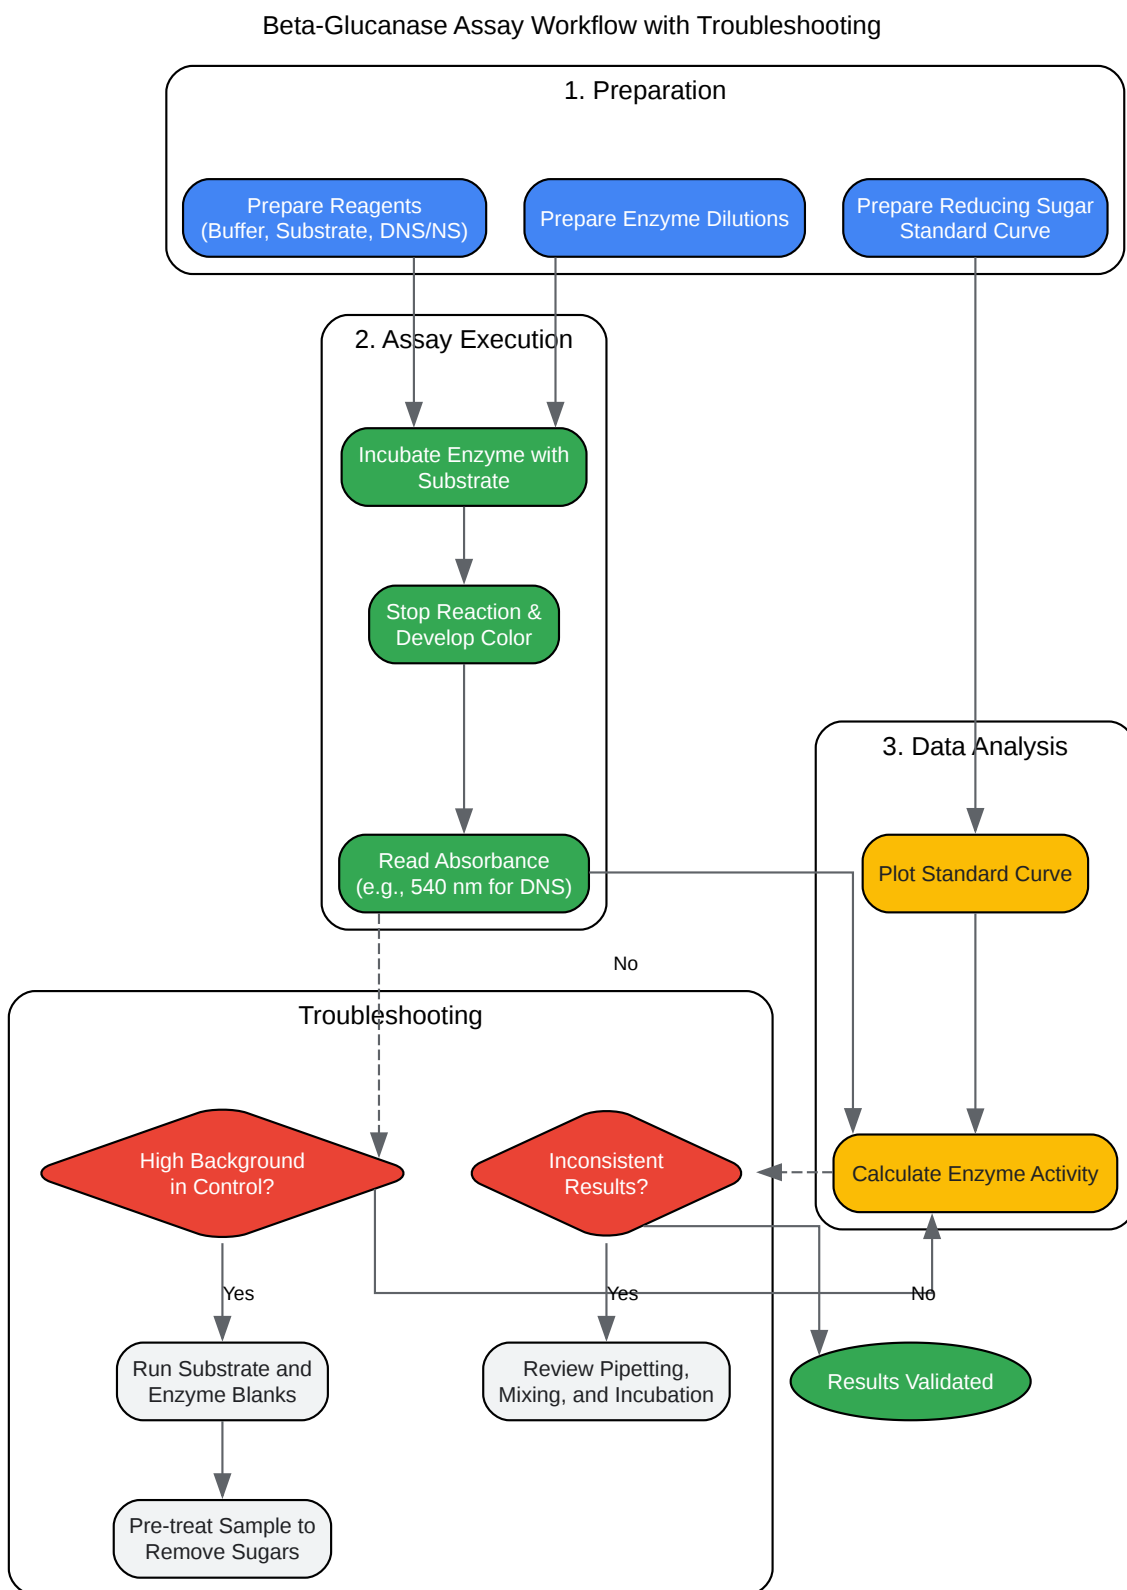 Beta-Glucanase Assay Workflow with Troubleshooting
1. Preparation
Prepare Reagents
(Buffer, Substrate, DNS/NS)
Prepare Enzyme Dilutions
Prepare Reducing Sugar
Standard Curve
2. Assay Execution
Incubate Enzyme with
Substrate
Stop Reaction &
Develop Color
3. Data Analysis
Read Absorbance
(e.g., 540 nm for DNS)
Plot Standard Curve
No
Troubleshooting
High Background
in Control?
Inconsistent
Results?
Calculate Enzyme Activity
Yes
Yes
No
Run Substrate and
Enzyme Blanks
Review Pipetting,
Mixing, and Incubation
Results Validated
Pre-treat Sample to
Remove Sugars